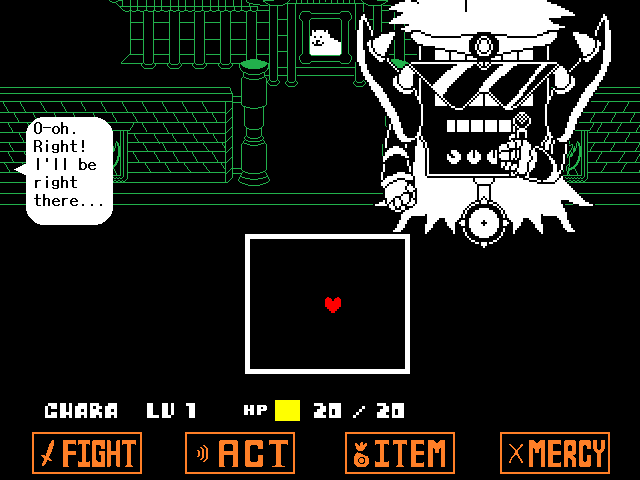 O-oh.
Right!
I'll be
right
there...
CHARA LV 1 HP 20 / 20
FIGHT ACT ITEM MERCY